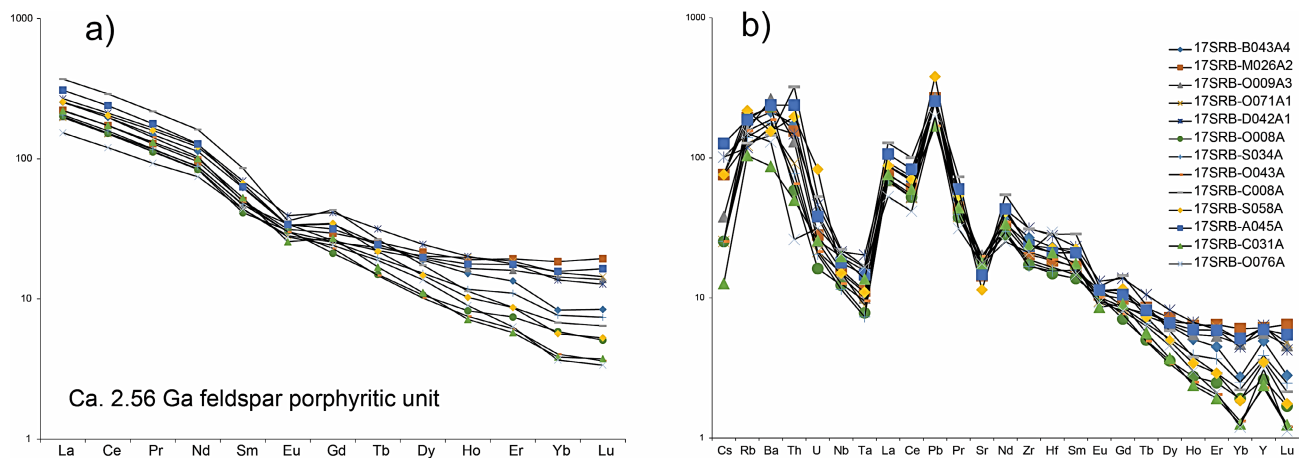 a)
1000
100
10
1
Ca. 2.56 Ga feldspar porphyritic unit
La Ce Pr Nd Sm Eu Gd Tb Dy Ho Er Yb Lu
b)
1000
100
10
1
17SRB-B043A4
17SRB-M026A2
17SRB-O009A3
17SRB-O071A1
17SRB-D042A1
17SRB-O008A
17SRB-S034A
17SRB-O043A
17SRB-C008A
17SRB-S058A
17SRB-A045A
17SRB-C031A
17SRB-O076A
Cs Rb Ba Th U Nb Ta La Ce Pb Pr Sr Nd Zr Hf Sm Eu Gd Tb Dy Ho Er Yb Y Lu